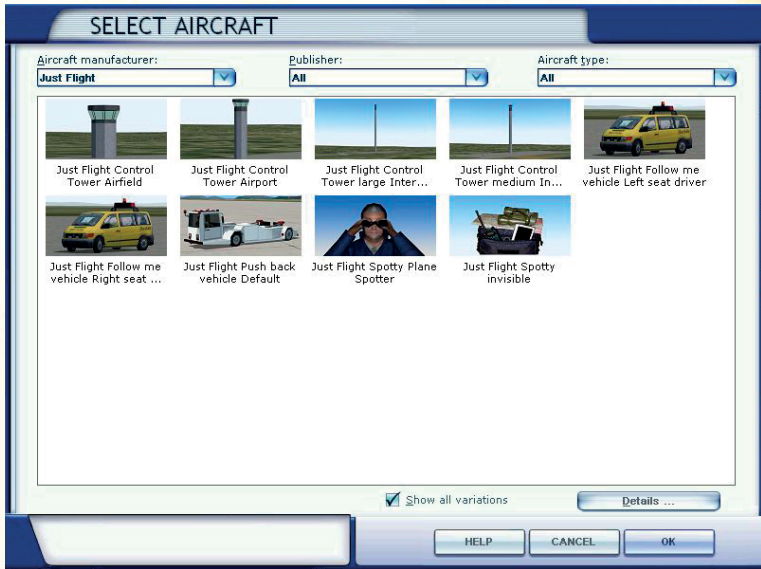 SELECT AIRCRAFT
Aircraft manufacturer:
Publisher:
Aircraft type:
Just Flight
All
All
Just Flight Control
Tower Airfield
Just Flight Control
Tower Airport
Just Flight Control
Tower large Inter...
Just Flight Control
Tower medium In...
Just Flight Follow me
vehicle Left seat driver
Just Flight Follow me
vehicle Right seat ...
Just Flight Push back
vehicle Default
Just Flight Spotty Plane
Spotter
Just Flight Spotty
invisible
Show all variations
Details ...
HELP
CANCEL
OK